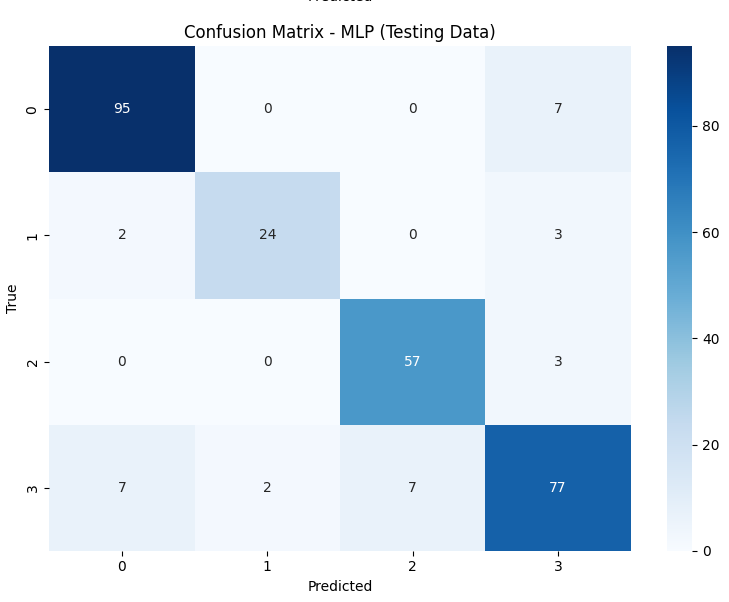 Predicted
Confusion Matrix - MLP (Testing Data)
0 95 0 0 7
1 2 24 0 3
2 0 0 57 3
3 7 2 7 77
0 1 2 3
True
Predicted
80
60
40
20
0